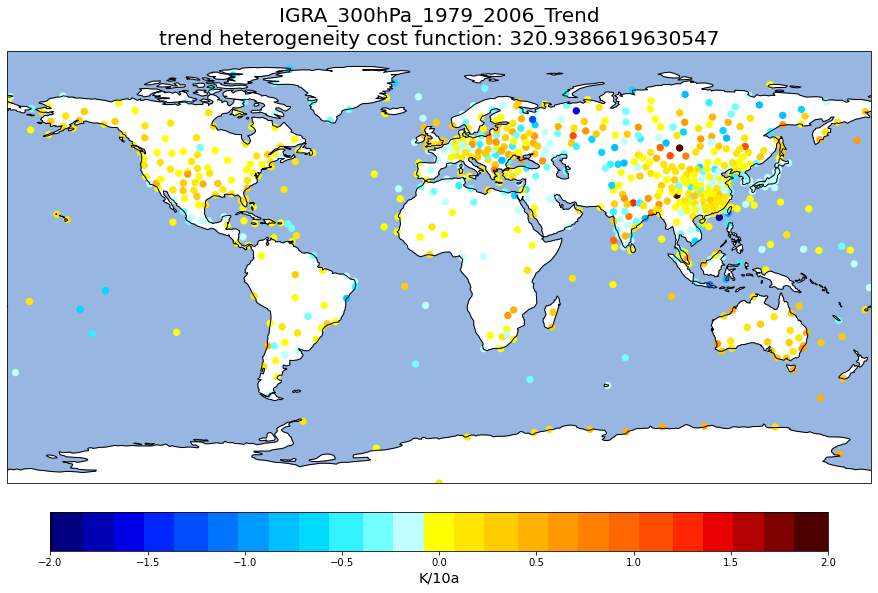 IGRA_300hPa_1979_2006_Trend
trend heterogeneity cost function: 320.9386619630547
−2.0 −1.5 −1.0 −0.5 0.0 0.5 1.0 1.5 2.0
K/10a